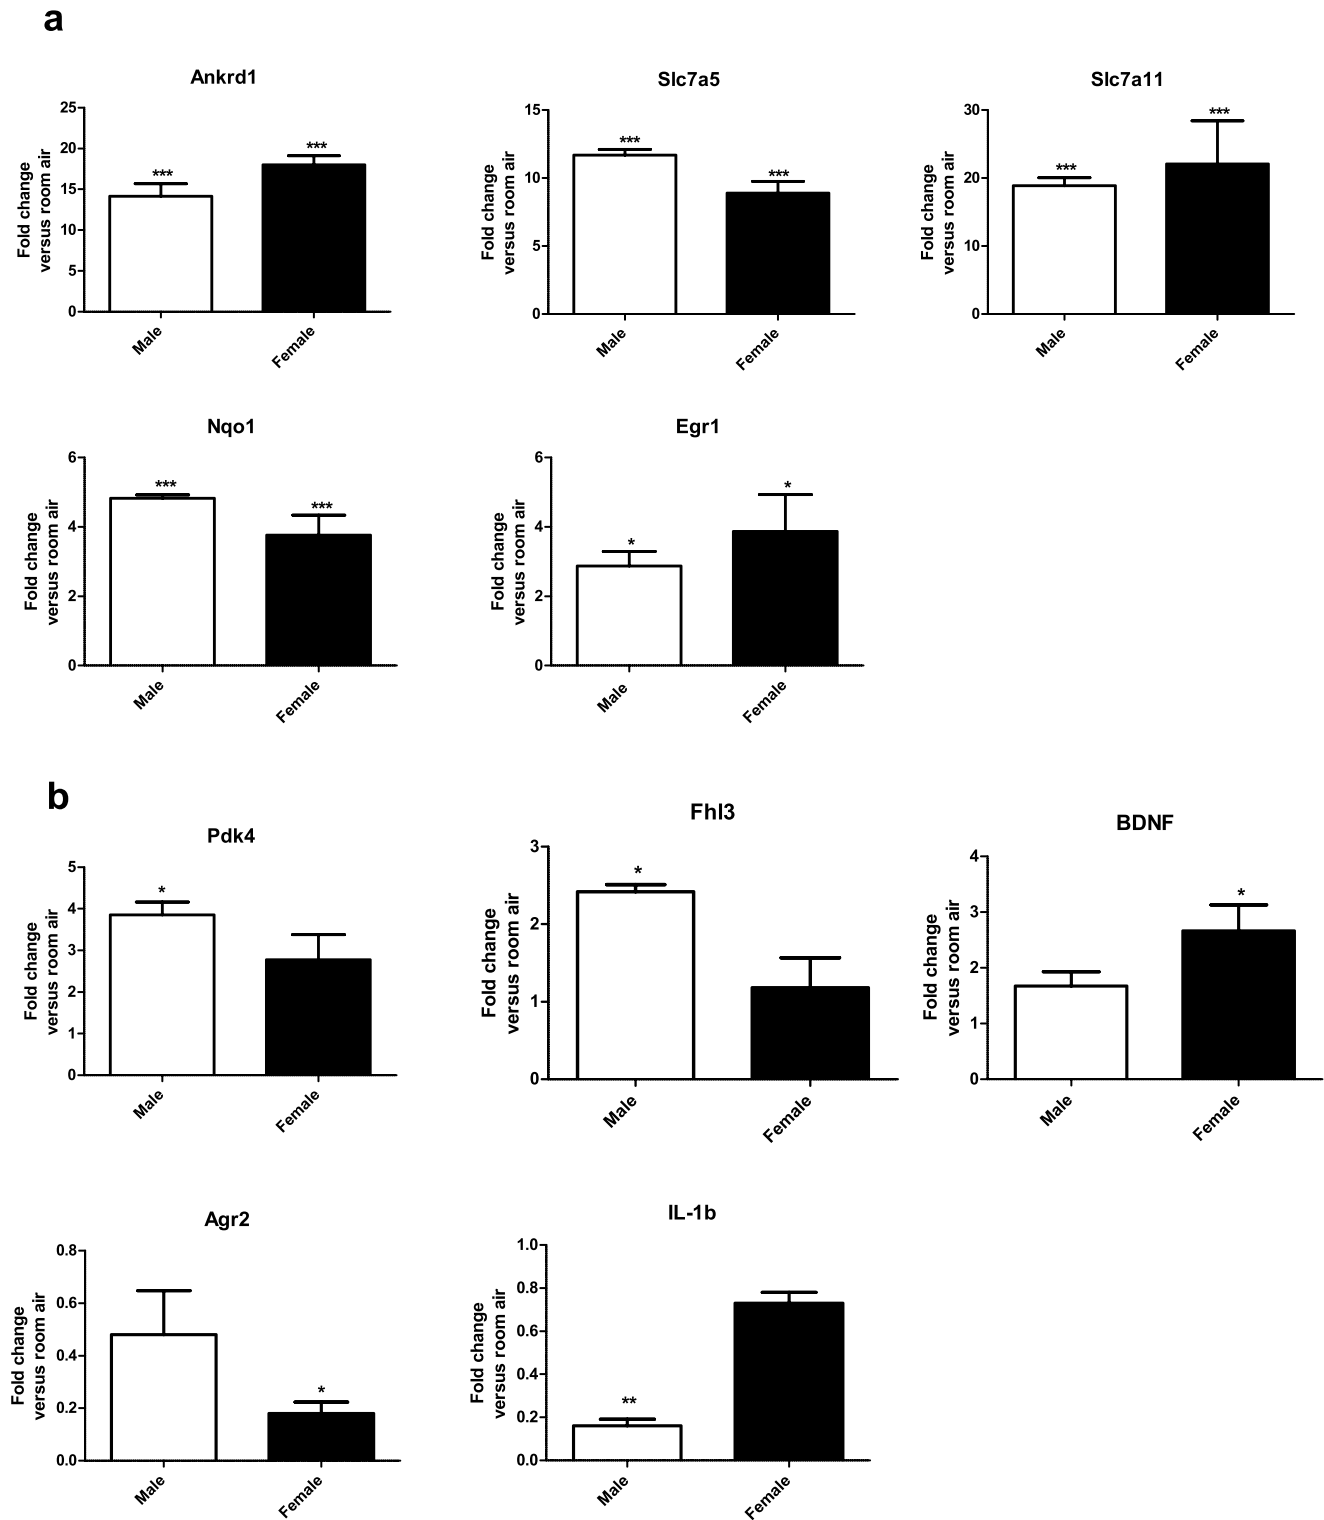 a
Ankrd1
Fold change
versus room air
25
20
15
10
5
0
***
***
Male
Female
Slc7a5
Fold change
versus room air
15
10
5
0
***
***
Male
Female
Slc7a11
Fold change
versus room air
30
20
10
0
***
***
Male
Female
Nqo1
Fold change
versus room air
6
4
2
0
***
***
Male
Female
Egr1
Fold change
versus room air
6
4
2
0
*
*
Male
Female
b
Pdk4
Fold change
versus room air
5
4
3
2
1
0
*
Male
Female
Fhl3
Fold change
versus room air
3
2
1
0
*
Male
Female
BDNF
Fold change
versus room air
4
3
2
1
0
*
Male
Female
Agr2
Fold change
versus room air
0.8
0.6
0.4
0.2
0.0
*
Male
Female
IL-1b
Fold change
versus room air
1.0
0.8
0.6
0.4
0.2
0.0
**
Male
Female